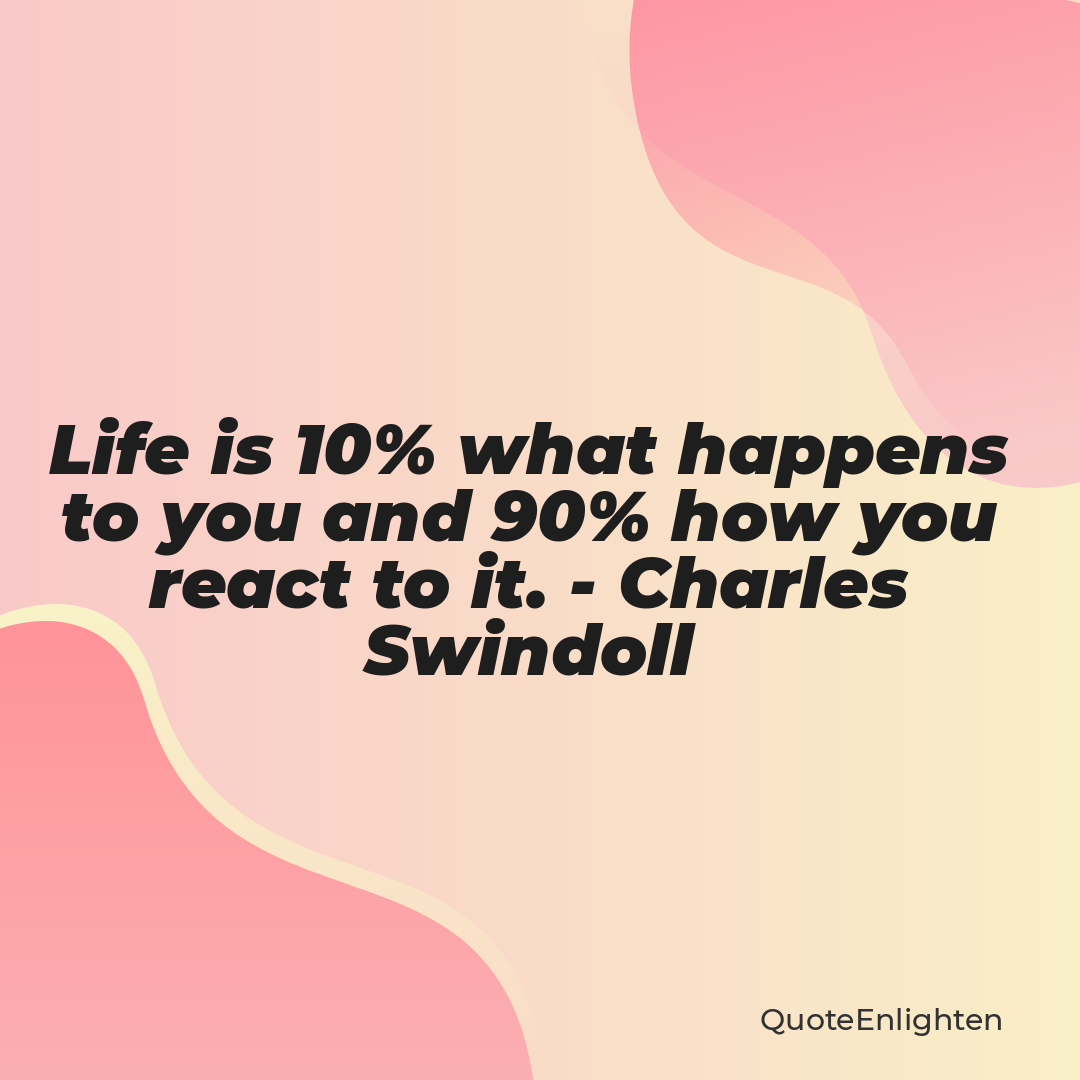 Life is 10% what happens
to you and 90% how you
react to it. - Charles
Swindoll
QuoteEnlighten